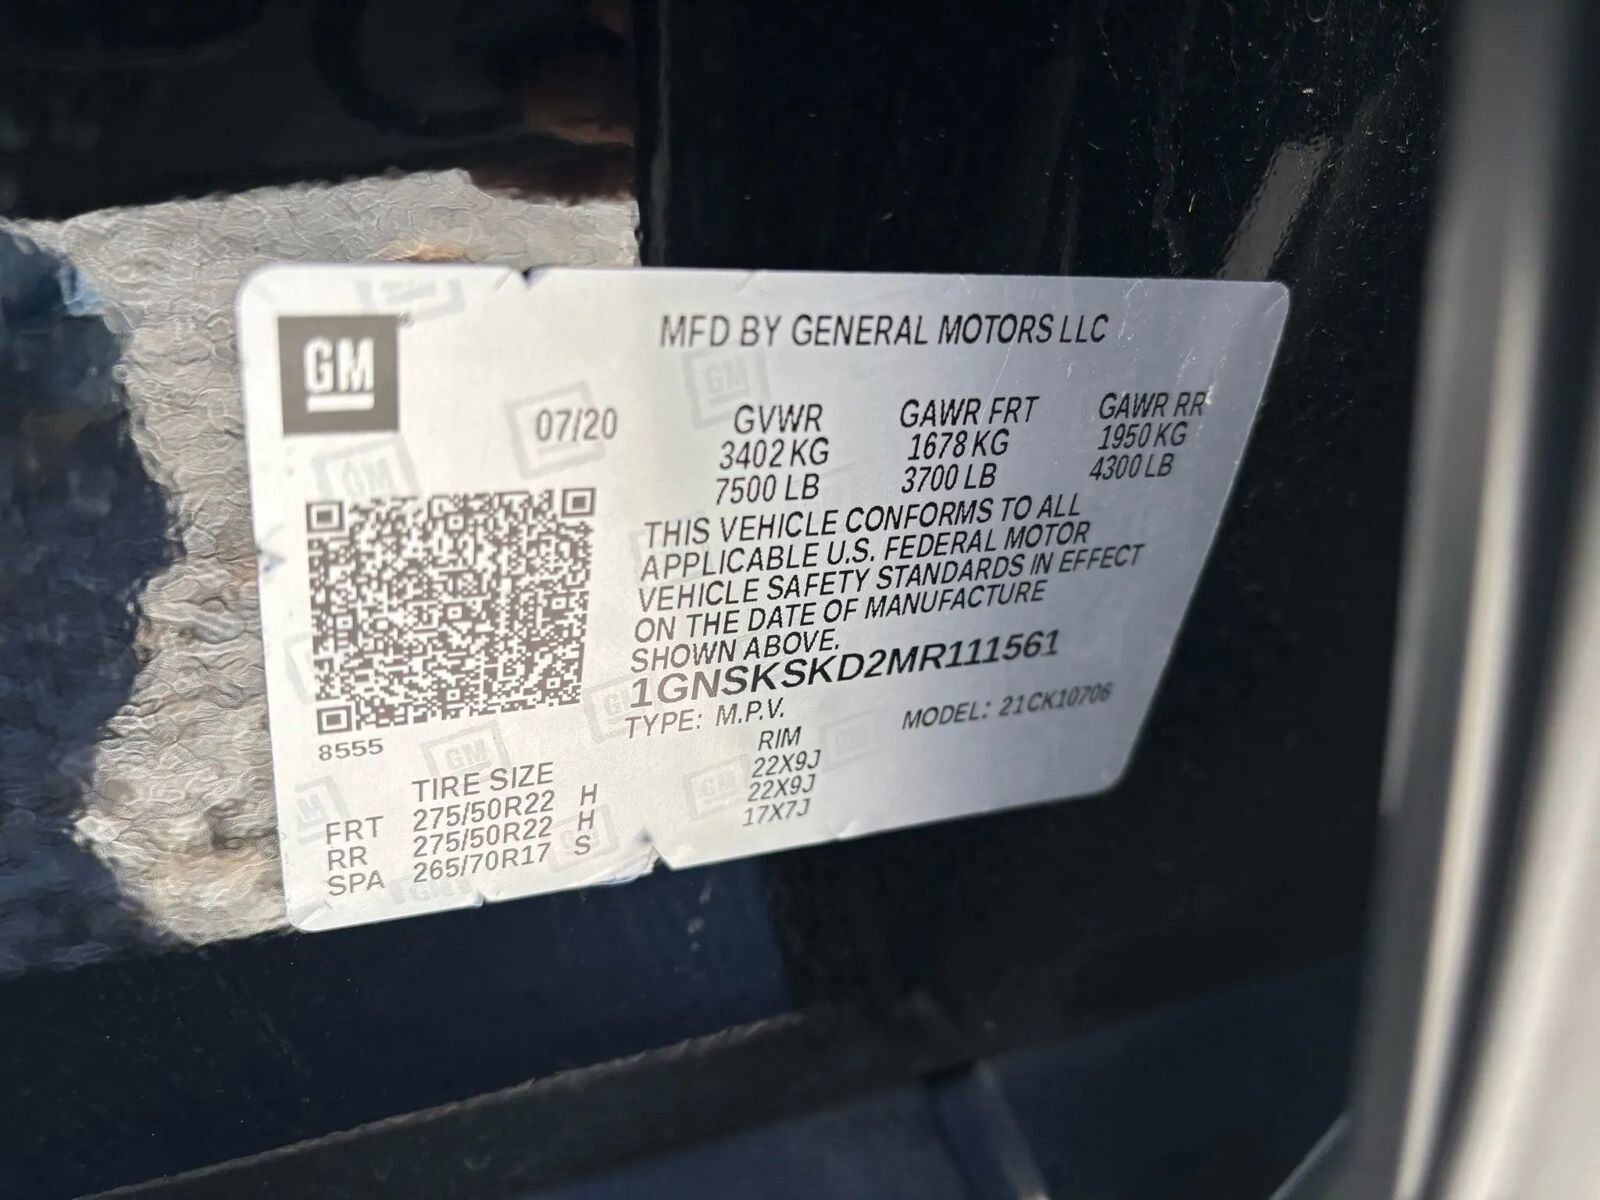 GM
MFD BY GENERAL MOTORS LLC
07/20 GVWR GAWR FRT GAWR RR
3402 KG 1678 KG 1950 KG
7500 LB 3700 LB 4300 LB
THIS VEHICLE CONFORMS TO ALL
APPLICABLE U.S. FEDERAL MOTOR
VEHICLE SAFETY STANDARDS IN EFFECT
ON THE DATE OF MANUFACTURE
SHOWN ABOVE.
1GNSKSKD2MR111561
TYPE: M.P.V. MODEL: 21CK10706
8555
TIRE SIZE RIM
FRT 275/50R22 H 22X9J
RR 275/50R22 H 22X9J
SPA 265/70R17 S 17X7J